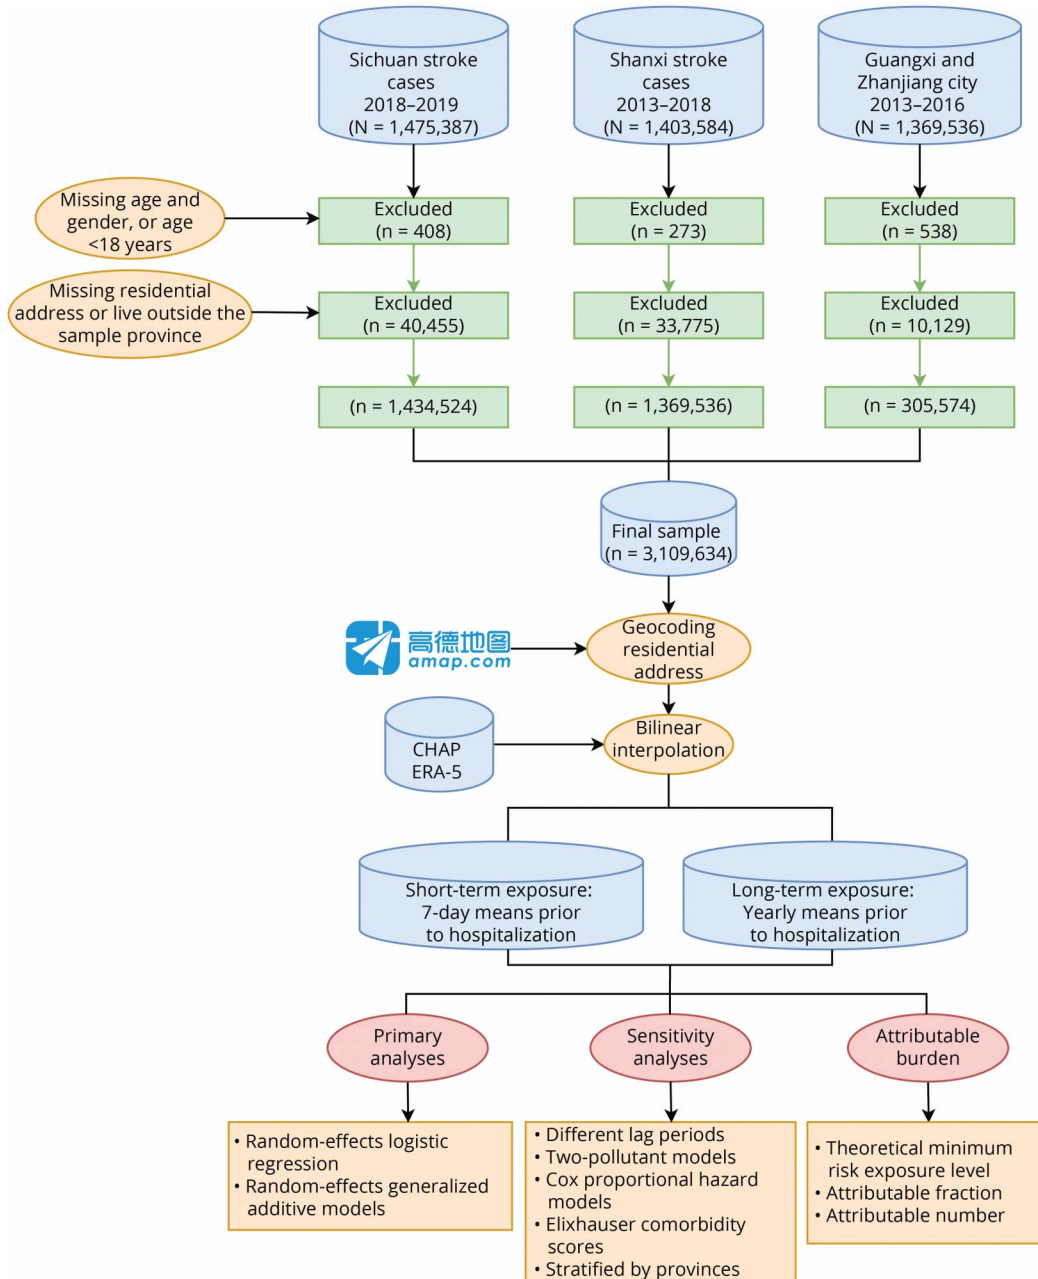 Sichuan stroke
cases
2018–2019
(N = 1,475,387)
Shanxi stroke
cases
2013–2018
(N = 1,403,584)
Guangxi and
Zhanjiang city
2013–2016
(N = 1,369,536)
Missing age and
gender, or age
<18 years
Excluded
(n = 408)
Excluded
(n = 273)
Excluded
(n = 538)
Missing residential
address or live outside the
sample province
Excluded
(n = 40,455)
Excluded
(n = 33,775)
Excluded
(n = 10,129)
(n = 1,434,524)
(n = 1,369,536)
(n = 305,574)
Final sample
(n = 3,109,634)
高德地图
amap.com
Geocoding
residential
address
CHAP
ERA-5
Bilinear
interpolation
Short-term exposure:
7-day means prior
to hospitalization
Long-term exposure:
Yearly means prior
to hospitalization
Primary
analyses
Sensitivity
analyses
Attributable
burden
• Random-effects logistic
regression
• Random-effects generalized
additive models
• Different lag periods
• Two-pollutant models
• Cox proportional hazard
models
• Elixhauser comorbidity
scores
• Stratified by provinces
• Theoretical minimum
risk exposure level
• Attributable fraction
• Attributable number